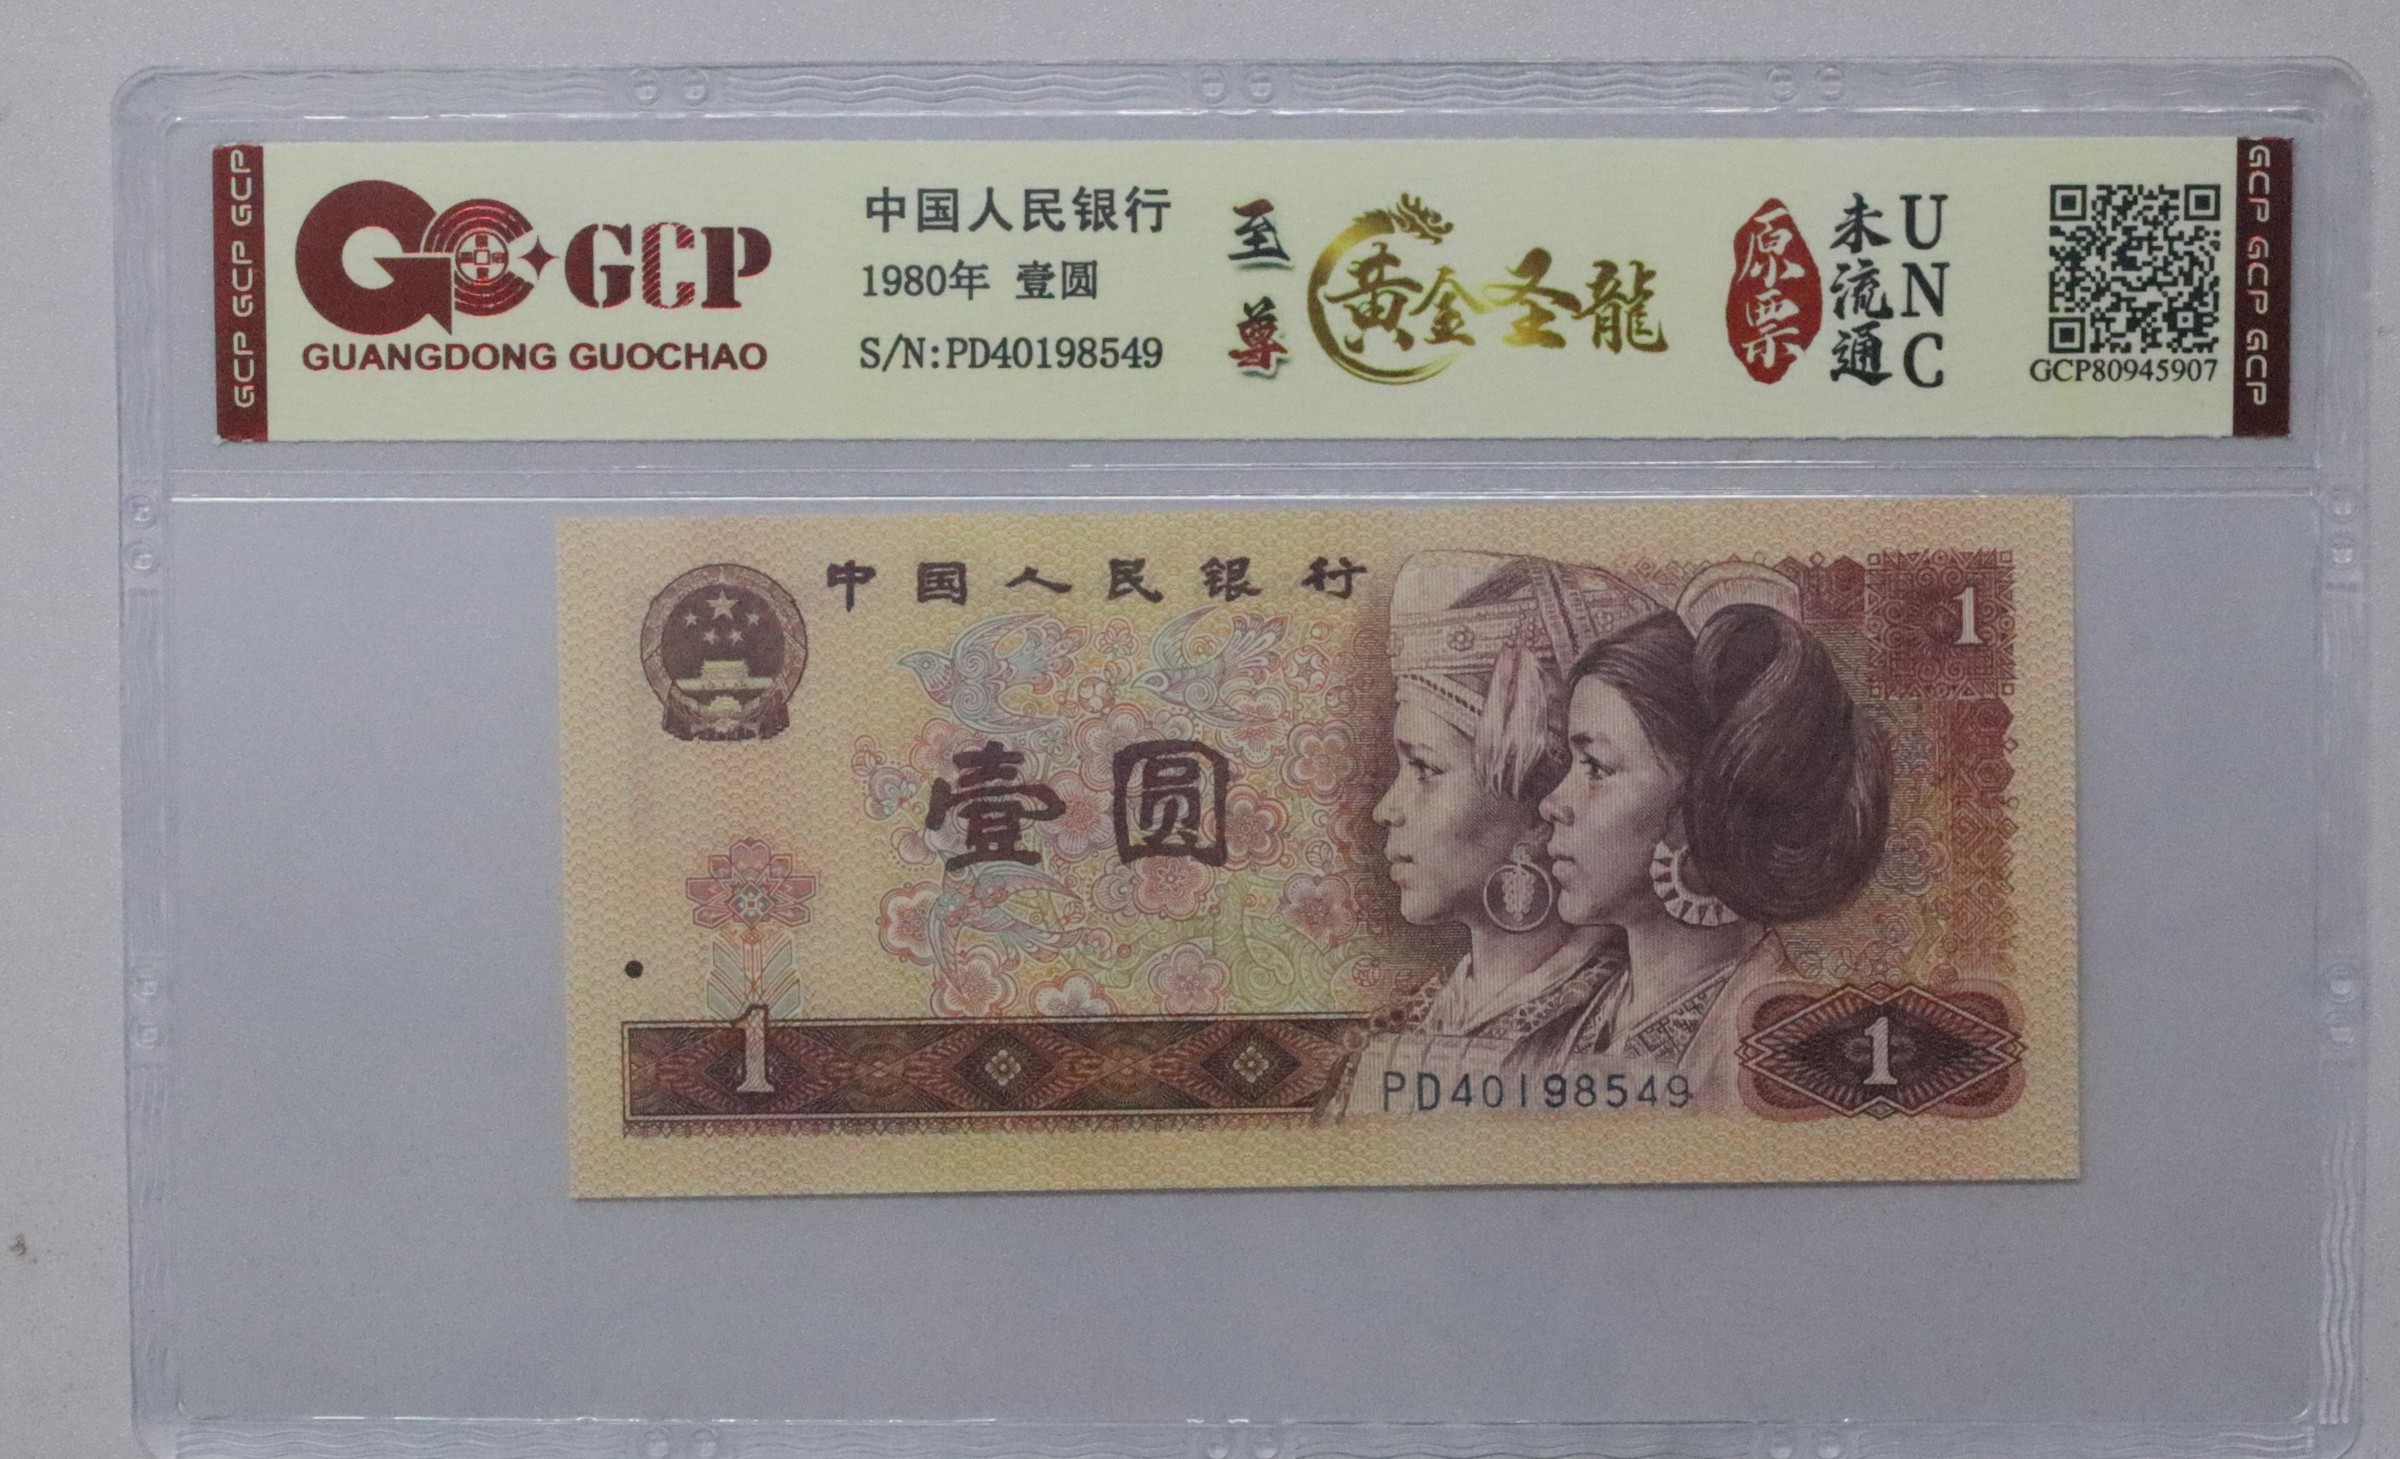 GCP GCP GCP
GCP
GUANGDONG GUOCHAO
中国人民银行
1980年 壹圆
S/N:PD40198549
至尊
黄金圣龍
原票
未流通
UNC
GCP80945907
GCP GCP GCP
中国人民银行
1
壹圆
1
PD40198549
1